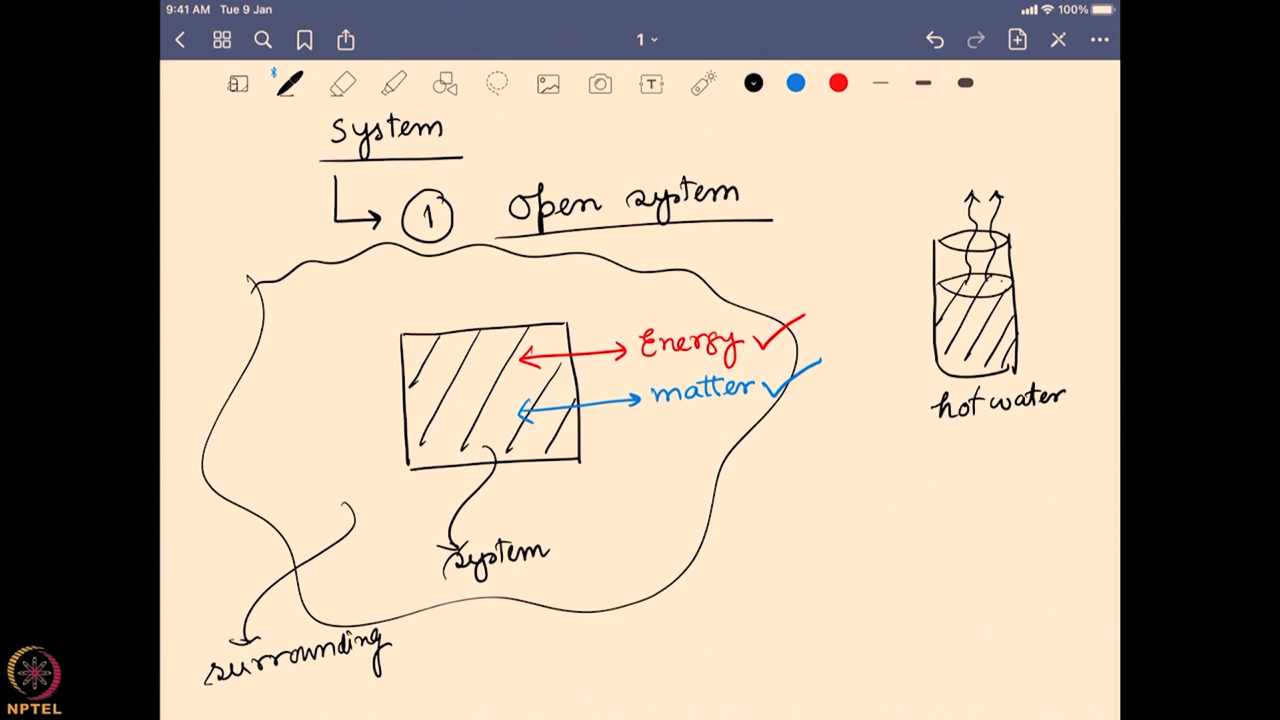 9:41 AM Tue 9 Jan
100%
1
T
system
1 open system
Energy
matter
hot water
system
surrounding
NPTEL